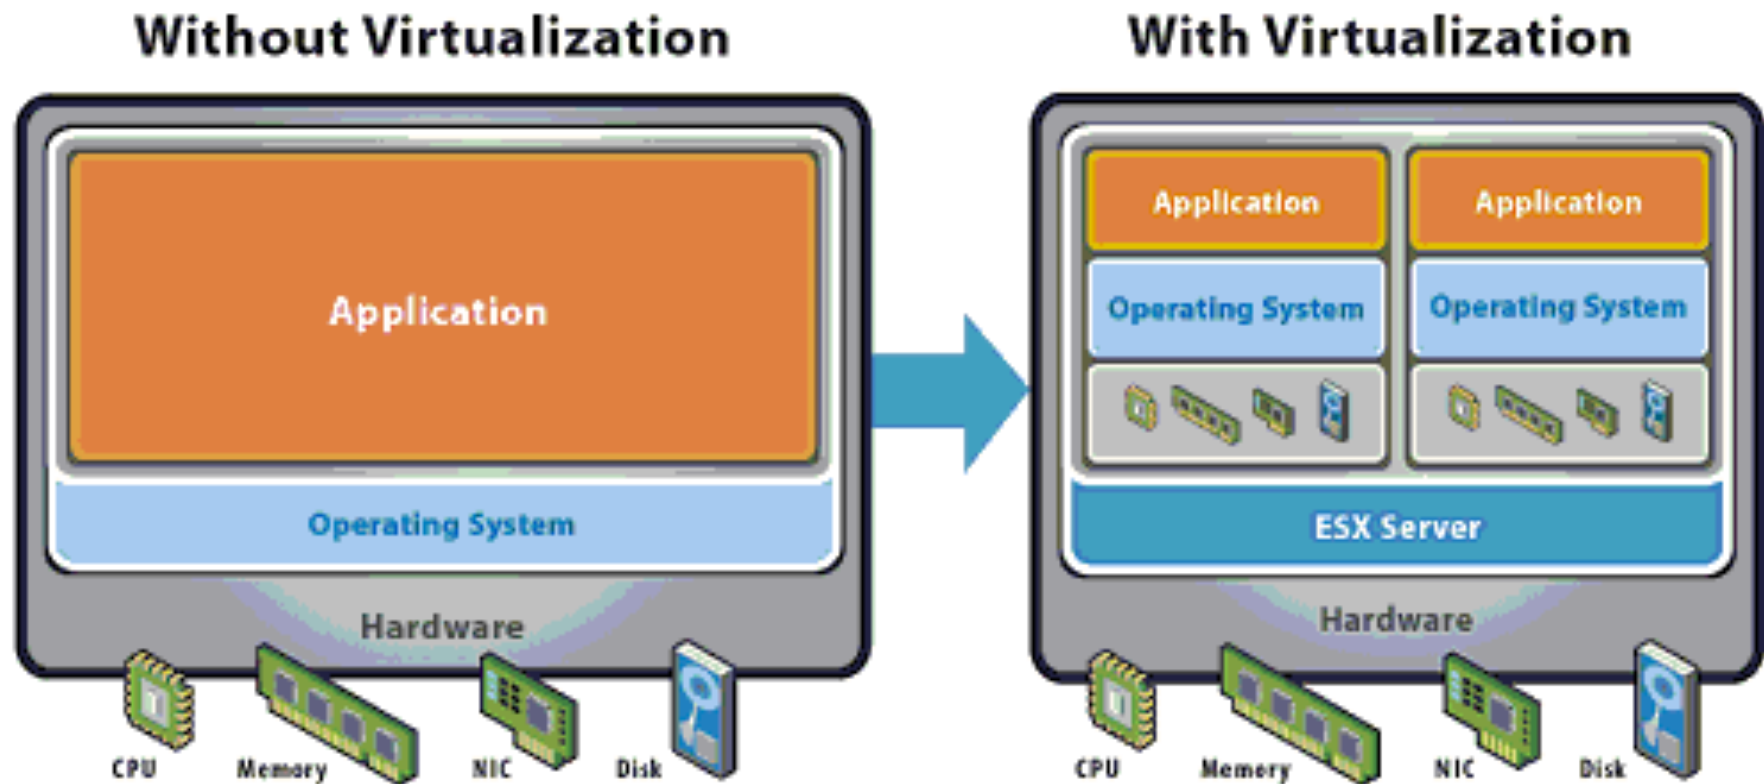 Without Virtualization
Application
Operating System
Hardware
CPU
Memory
NIC
Disk
With Virtualization
Application
Application
Operating System
Operating System
ESX Server
Hardware
CPU
Memory
NIC
Disk